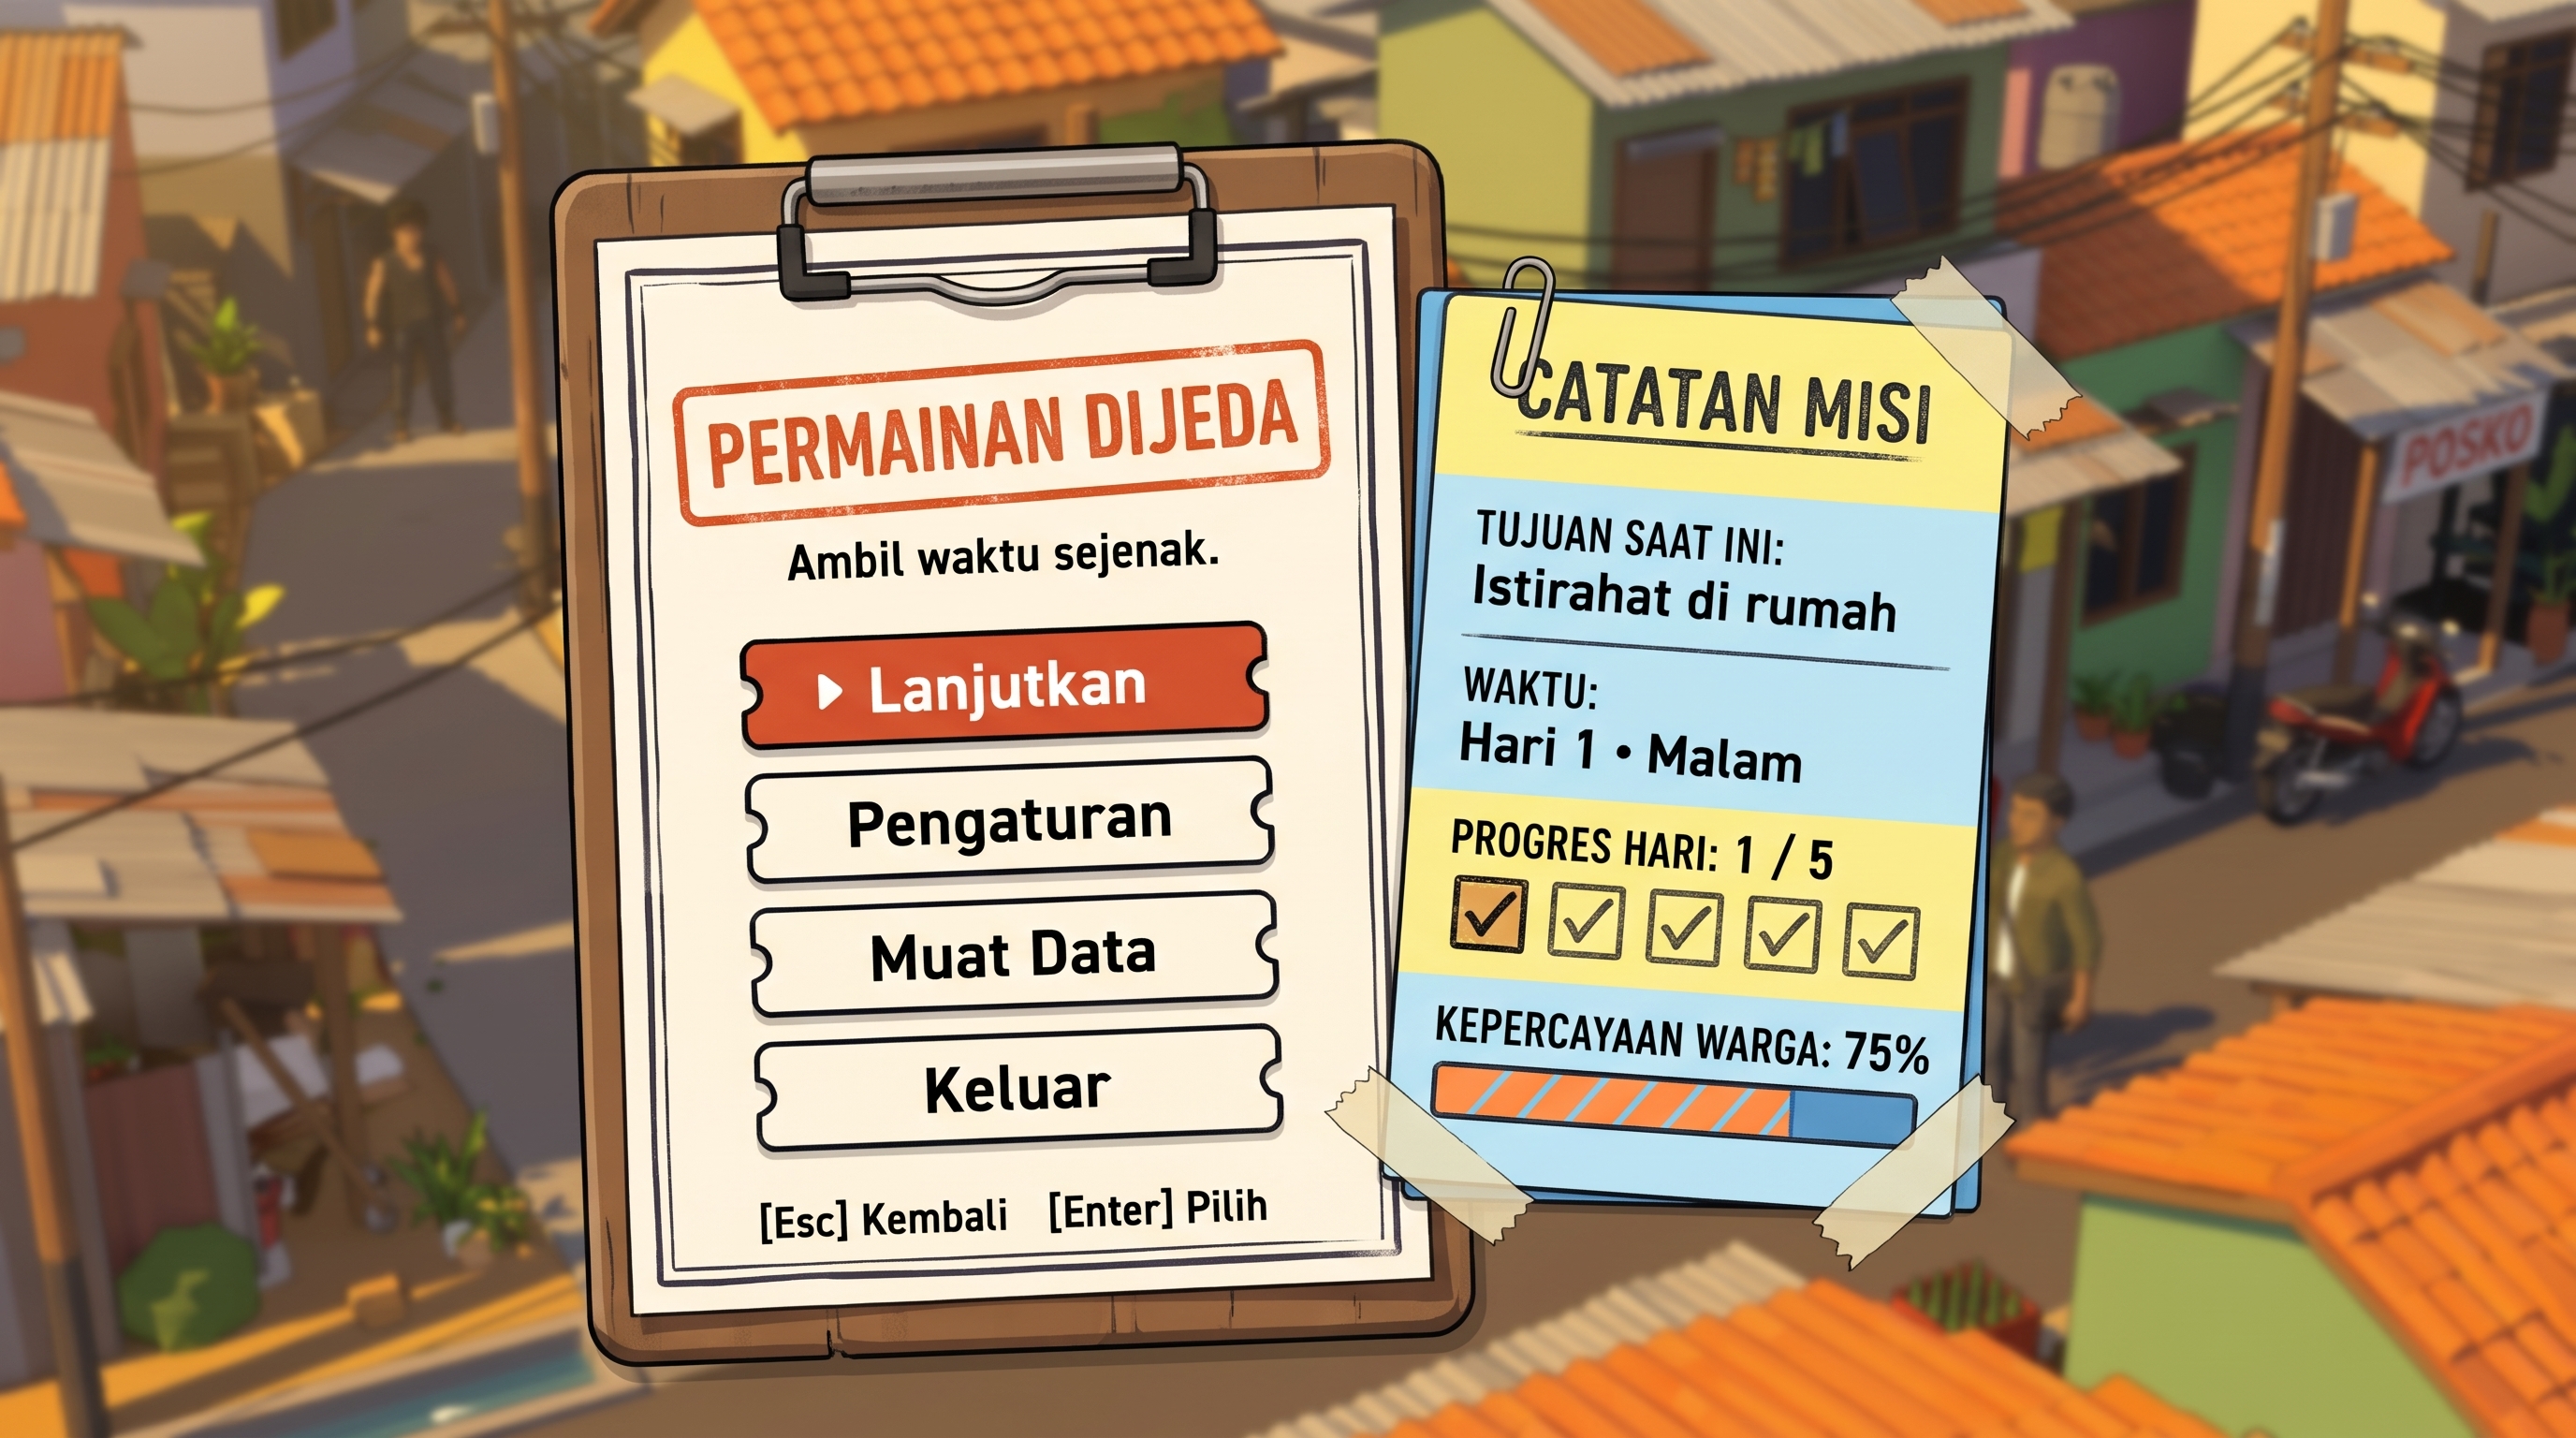 PERMAINAN DIJEDA
Ambil waktu sejenak.
Lanjutkan
Pengaturan
Muat Data
Keluar
[Esc] Kembali [Enter] Pilih
CATATAN MISI
TUJUAN SAAT INI:
Istirahat di rumah
WAKTU:
Hari 1 • Malam
PROGRES HARI: 1 / 5
KEPERCAYAAN WARGA: 75%
POSKO